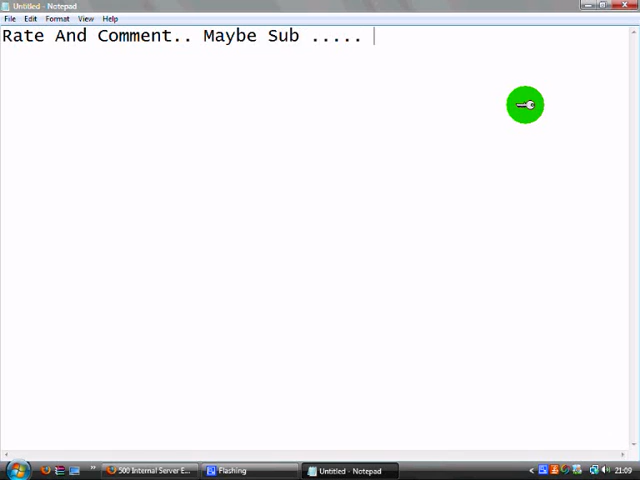 Untitled - Notepad
File Edit Format View Help
Rate And Comment.. Maybe Sub .....
500 Internal Server E... Flashing Untitled - Notepad 21:09